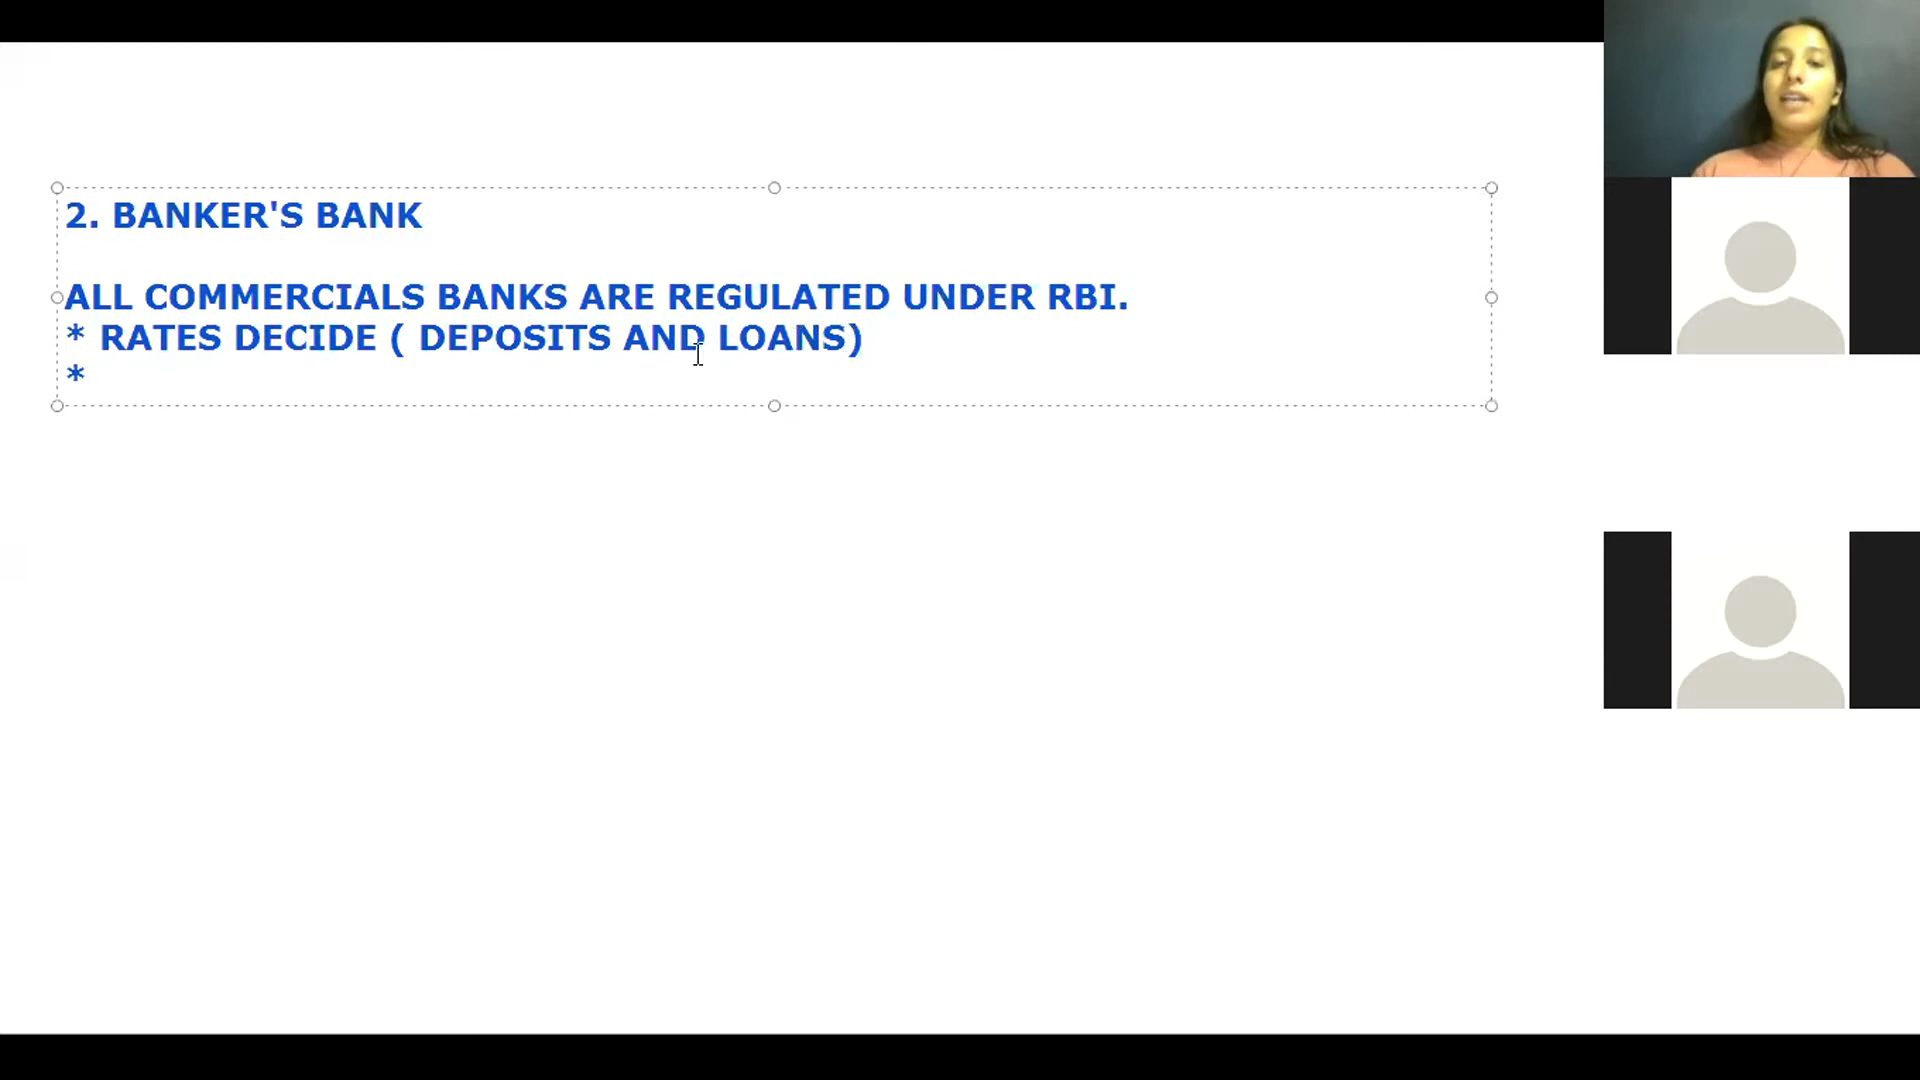 2. BANKER'S BANK
ALL COMMERCIALS BANKS ARE REGULATED UNDER RBI.
* RATES DECIDE ( DEPOSITS AND LOANS)
*